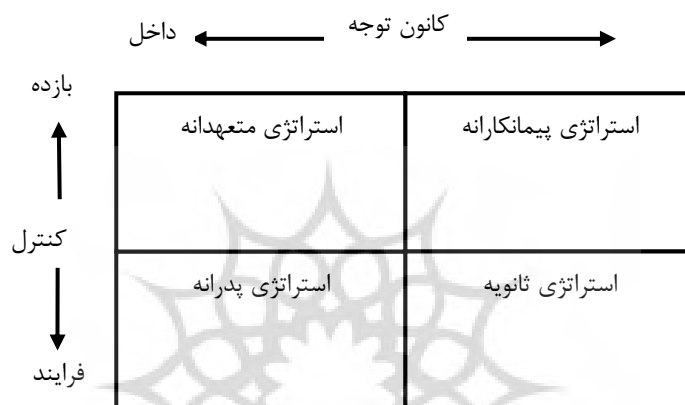 کانون توجه
داخل
بازده
استراتژی پیمانکارانه
استراتژی متعهدانه
کنترل
استراتژی ثانویه
استراتژی پدرانه
فرایند